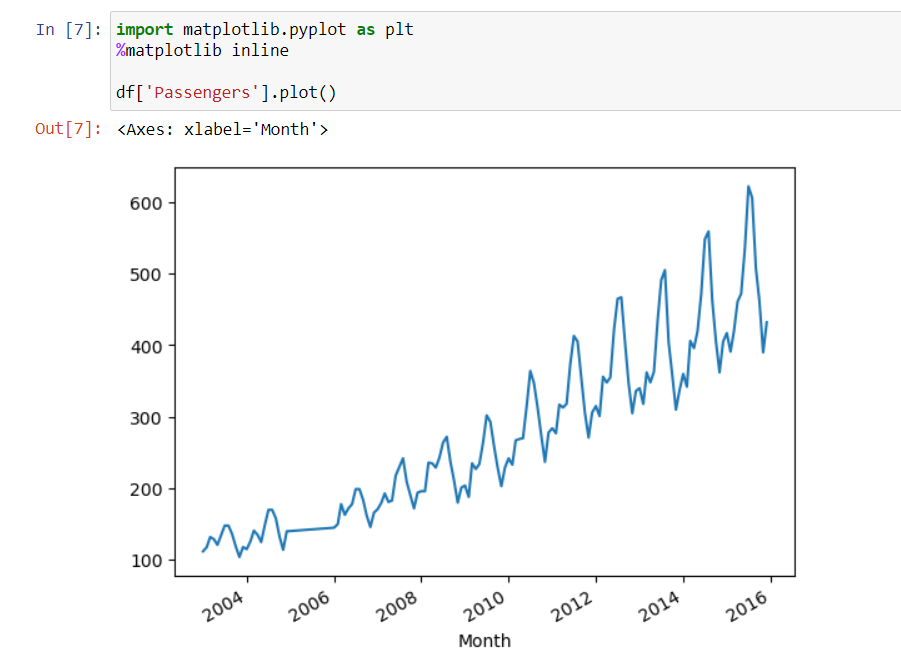 In [7]: import matplotlib.pyplot as plt
%matplotlib inline
df['Passengers'].plot()
Out[7]: <Axes: xlabel='Month'>
600
500
400
300
200
100
2004 2006 2008 2010 2012 2014 2016
Month